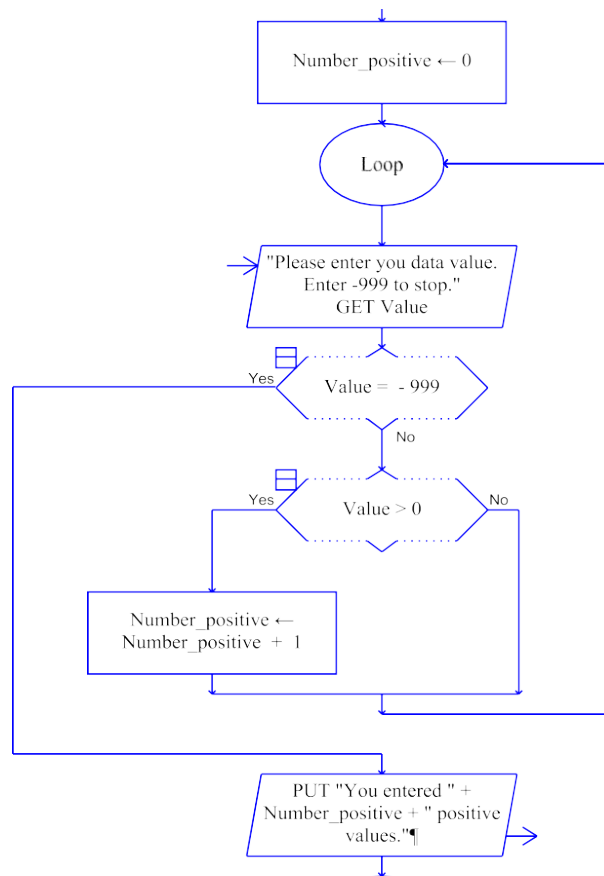 Number_positive ← 0
Loop
"Please enter you data value.
Enter -999 to stop."
GET Value
Yes
Value = - 999
No
Yes
Value > 0
No
Number_positive ←
Number_positive + 1
PUT "You entered " +
Number_positive + " positive
values."¶